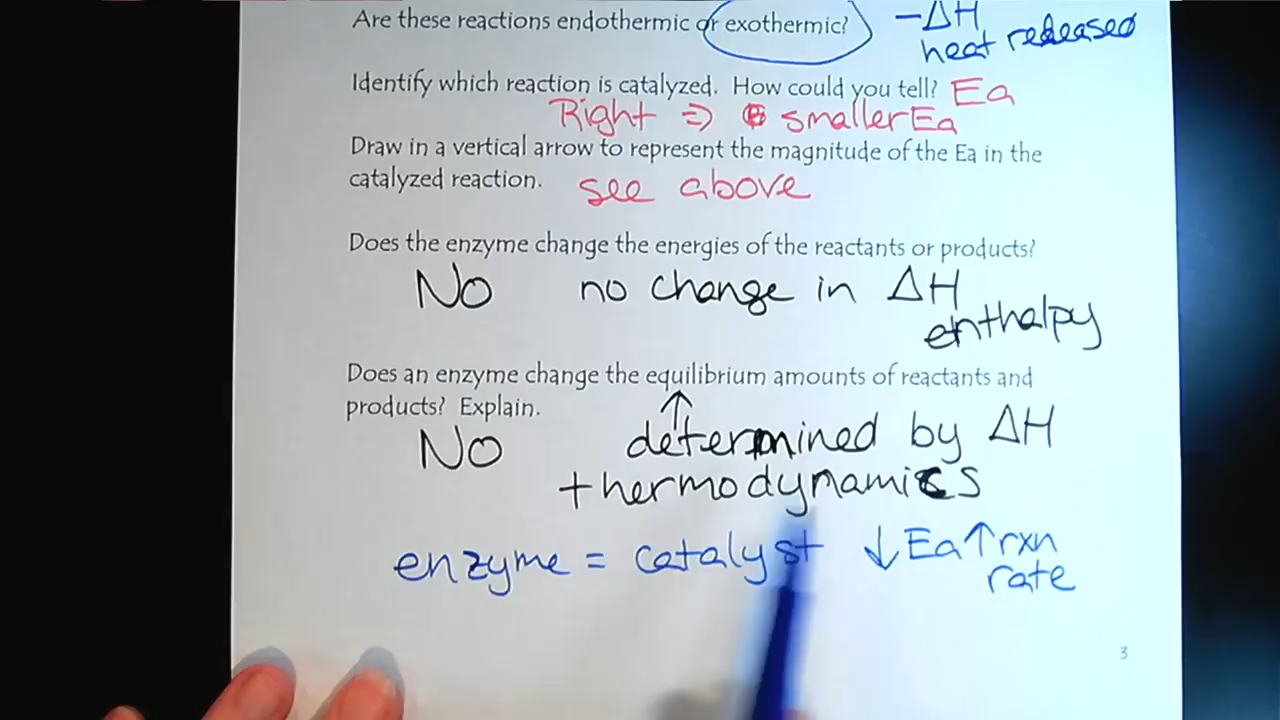 Are these reactions endothermic or exothermic? -ΔH
heat released
Identify which reaction is catalyzed. How could you tell? Ea
Right ⇒ smaller Ea
Draw in a vertical arrow to represent the magnitude of the Ea in the
catalyzed reaction. see above
Does the enzyme change the energies of the reactants or products?
No no change in ΔH
enthalpy
Does an enzyme change the equilibrium amounts of reactants and
products? Explain. ↑
No determined by ΔH
+ thermodynamics
enzyme = catalyst ↓ Ea ↑ rxn
rate
3